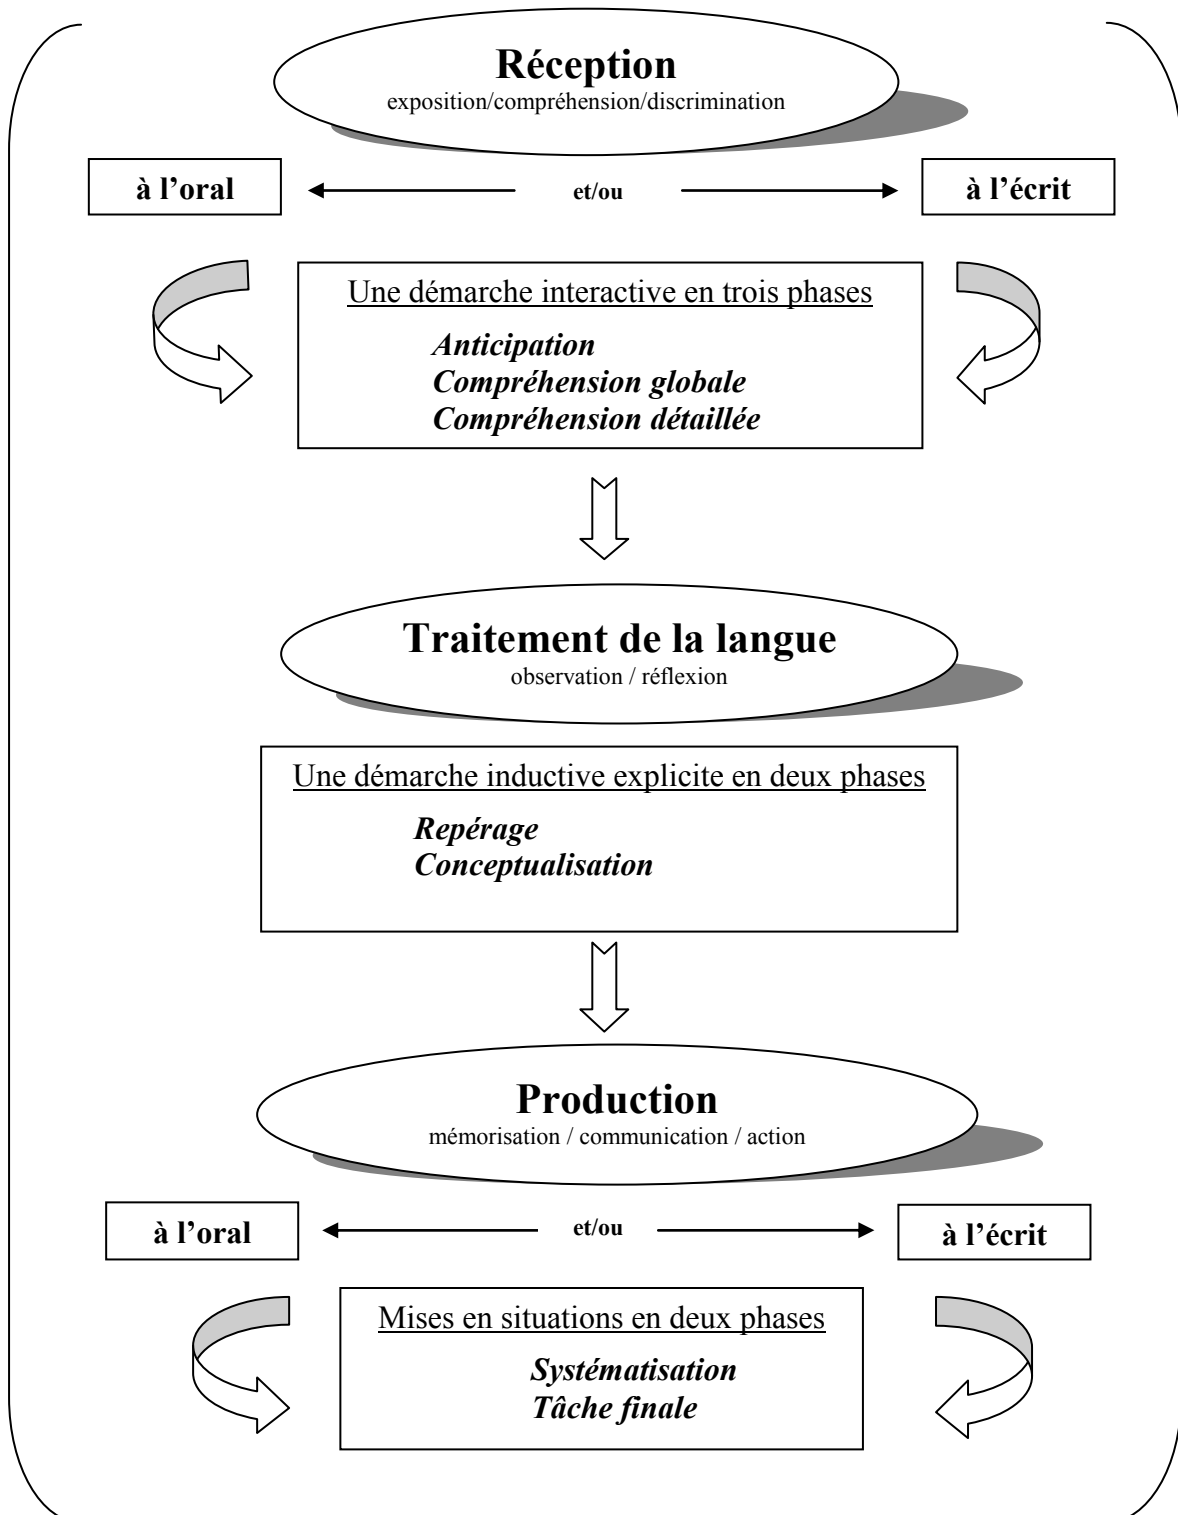 Réception
exposition/compréhension/discrimination
à l’oral
et/ou
à l’écrit
Une démarche interactive en trois phases
Anticipation
Compréhension globale
Compréhension détaillée
Traitement de la langue
observation / réflexion
Une démarche inductive explicite en deux phases
Repérage
Conceptualisation
Production
mémorisation / communication / action
à l’oral
et/ou
à l’écrit
Mises en situations en deux phases
Systématisation
Tâche finale